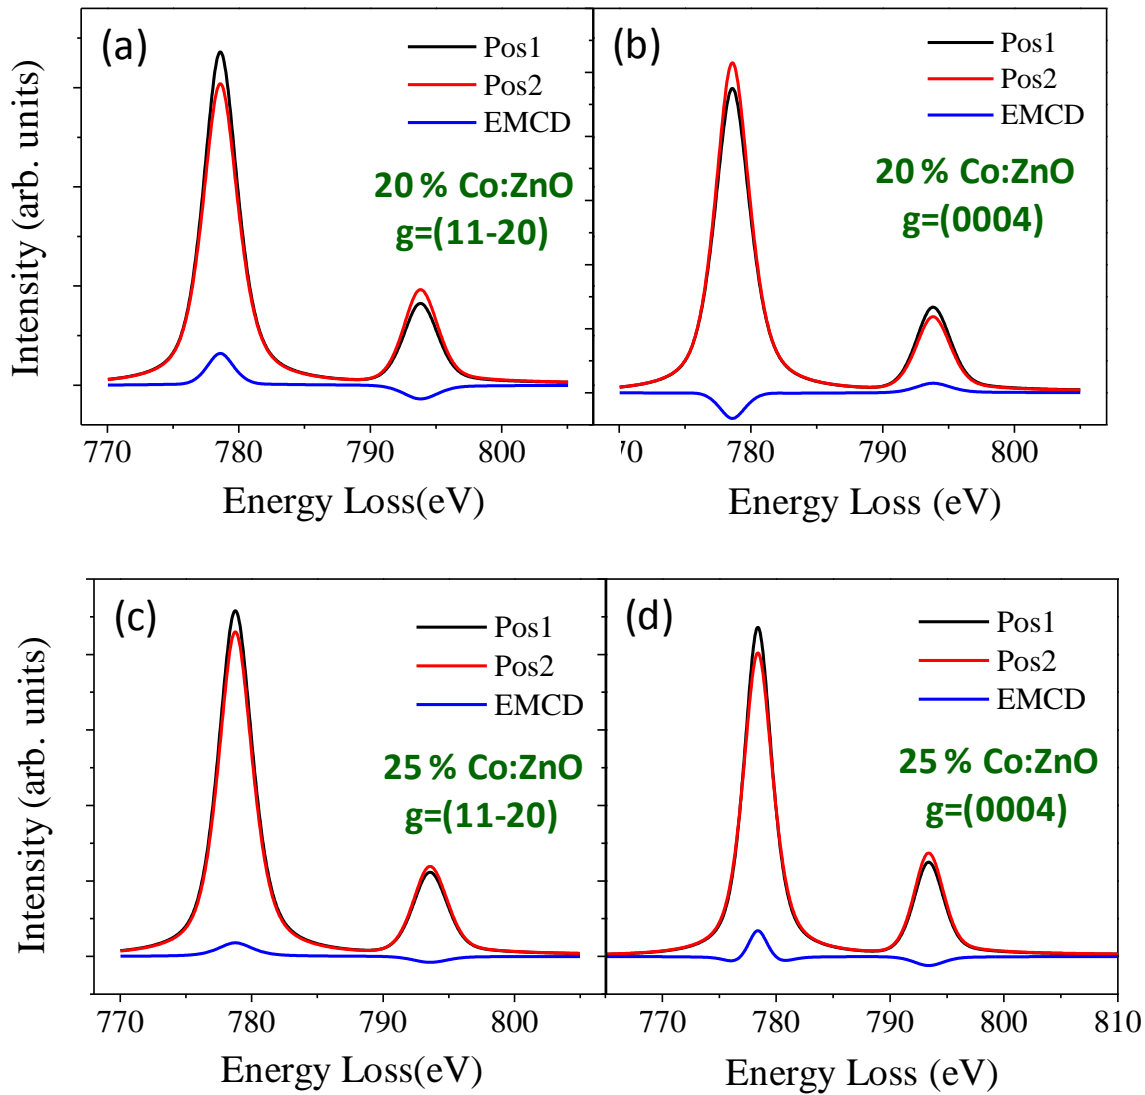 (a)
Pos1
Pos2
EMCD
20 % Co:ZnO
g=(11-20)
Intensity (arb. units)
770 780 790 800
Energy Loss(eV)
(b)
Pos1
Pos2
EMCD
20 % Co:ZnO
g=(0004)
70 780 790 800
Energy Loss (eV)
(c)
Pos1
Pos2
EMCD
25 % Co:ZnO
g=(11-20)
Intensity (arb. units)
770 780 790 800
Energy Loss(eV)
(d)
Pos1
Pos2
EMCD
25 % Co:ZnO
g=(0004)
770 780 790 800 810
Energy Loss (eV)